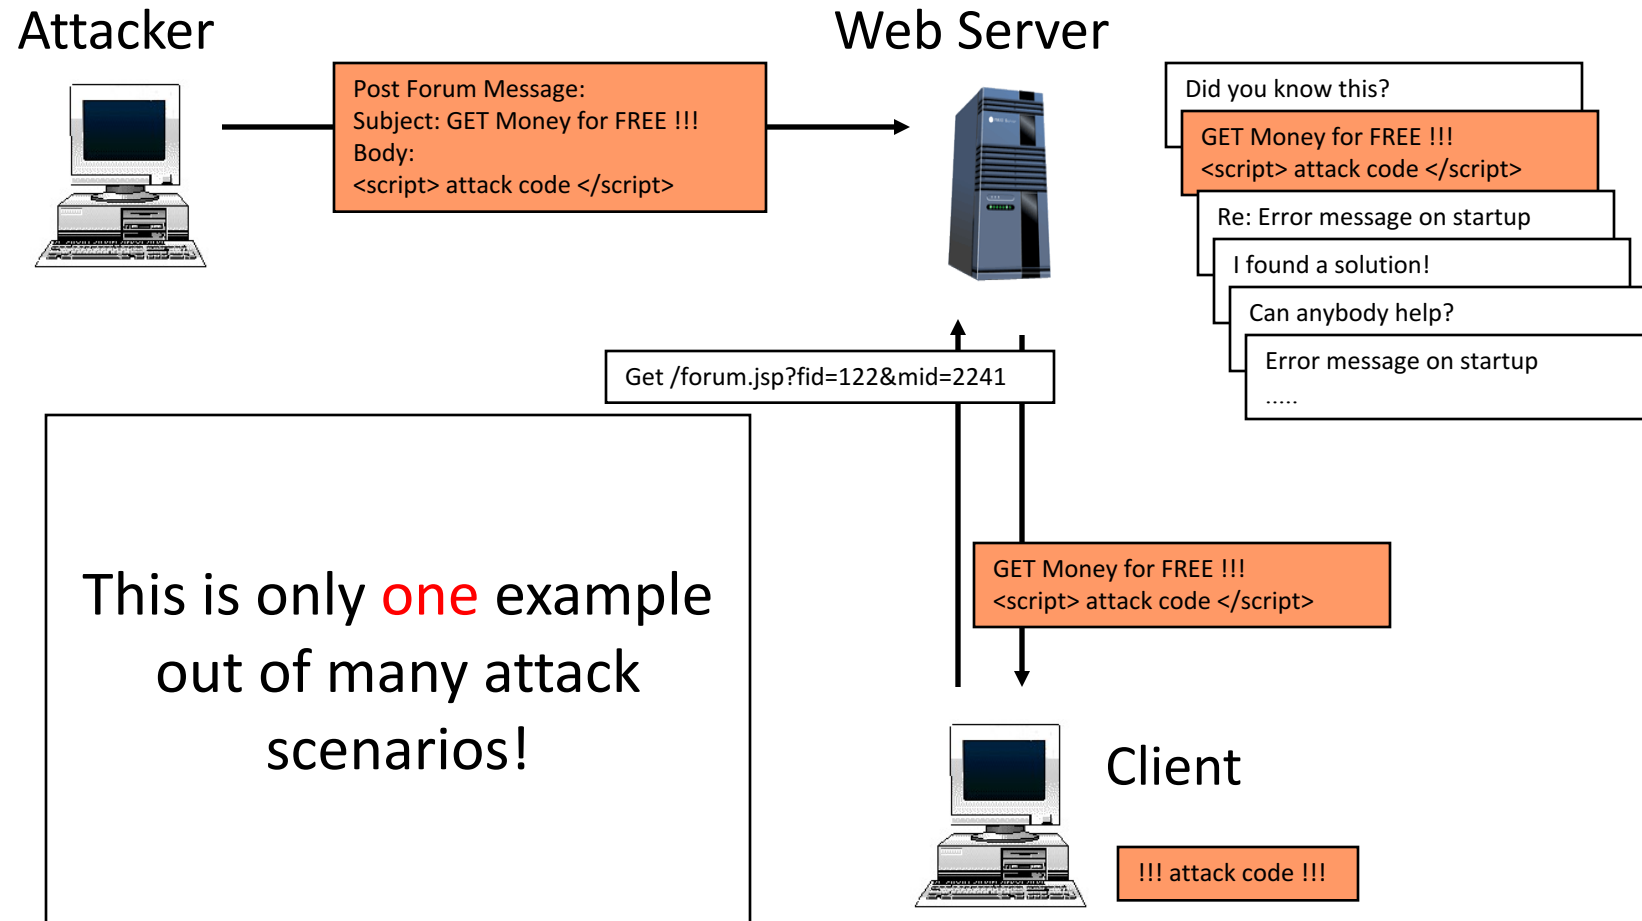 Attacker
Web Server
Post Forum Message:
Subject: GET Money for FREE !!!
Body:
<script> attack code </script>
Did you know this?
GET Money for FREE !!!
<script> attack code </script>
Re: Error message on startup
I found a solution!
Can anybody help?
Error message on startup
.....
Get /forum.jsp?fid=122&mid=2241
GET Money for FREE !!!
<script> attack code </script>
This is only one example
out of many attack
scenarios!
Client
!!! attack code !!!